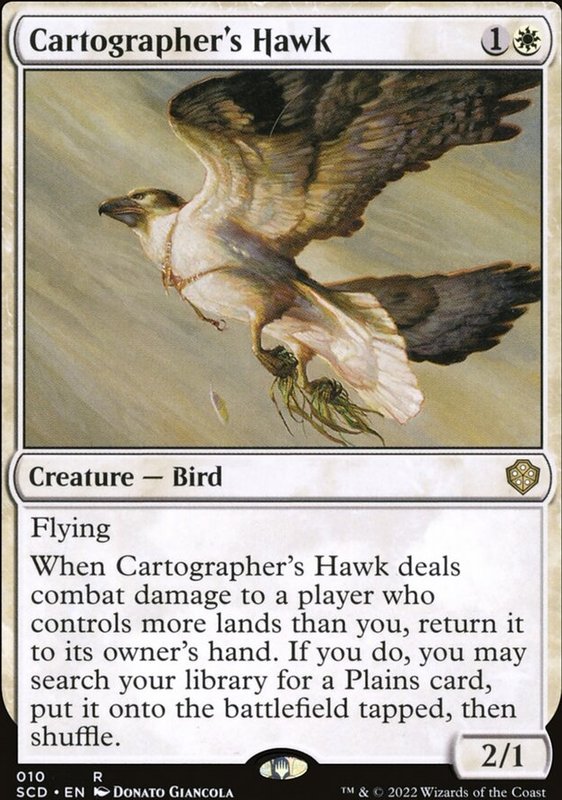 Cartographer's Hawk 1
Creature — Bird
Flying
When Cartographer's Hawk deals
combat damage to a player who
controls more lands than you, return it
to its owner's hand. If you do, you may
search your library for a Plains card,
put it onto the battlefield tapped, then
shuffle.
2/1
010 R
SCD • EN Donato Giancola
™ & © 2022 Wizards of the Coast